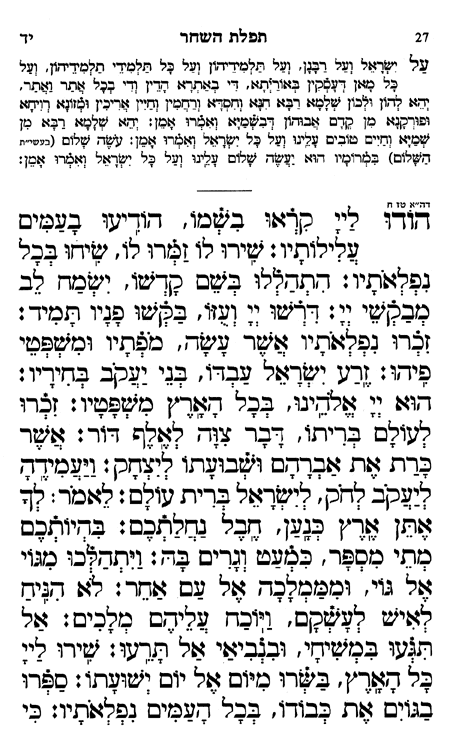 27 תפלת השחר יד
עַל יִשְׂרָאֵל וְעַל רַבָּנָן, וְעַל תַּלְמִידֵיהוֹן וְעַל כָּל תַּלְמִידֵי תַלְמִידֵיהוֹן, וְעַל
כָּל מָאן דְּעָסְקִין בְּאוֹרַיְתָא, דִּי בְאַתְרָא הָדֵין וְדִי בְכָל אֲתַר וַאֲתַר,
יְהֵא לְהוֹן וּלְכוֹן שְׁלָמָא רַבָּא חִנָּא וְחִסְדָּא וְרַחֲמִין וְחַיִּין אֲרִיכִין וּמְזוֹנָא רְוִיחָא
וּפוּרְקָנָא מִן קֳדָם אֲבוּהוֹן דְּבִשְׁמַיָּא וְאִמְרוּ אָמֵן: יְהֵא שְׁלָמָא רַבָּא מִן
שְׁמַיָּא וְחַיִּים טוֹבִים עָלֵינוּ וְעַל כָּל יִשְׂרָאֵל וְאִמְרוּ אָמֵן: עֹשֶׂה שָׁלוֹם (בעשי״ת
הַשָּׁלוֹם) בִּמְרוֹמָיו הוּא יַעֲשֶׂה שָׁלוֹם עָלֵינוּ וְעַל כָּל יִשְׂרָאֵל וְאִמְרוּ אָמֵן:
דה״א טז ח
הוֹדוּ לַייָ קִרְאוּ בִשְׁמוֹ, הוֹדִיעוּ בָעַמִּים
עֲלִילוֹתָיו: שִׁירוּ לוֹ זַמְּרוּ לוֹ, שִׂיחוּ בְּכָל
נִפְלְאֹתָיו: הִתְהַלְלוּ בְּשֵׁם קָדְשׁוֹ, יִשְׂמַח לֵב
מְבַקְשֵׁי יְיָ: דִּרְשׁוּ יְיָ וְעֻזּוֹ, בַּקְּשׁוּ פָנָיו תָּמִיד:
זִכְרוּ נִפְלְאֹתָיו אֲשֶׁר עָשָׂה, מֹפְתָיו וּמִשְׁפְּטֵי
פִיהוּ: זֶרַע יִשְׂרָאֵל עַבְדּוֹ, בְּנֵי יַעֲקֹב בְּחִירָיו:
הוּא יְיָ אֱלֹהֵינוּ, בְּכָל הָאָרֶץ מִשְׁפָּטָיו: זִכְרוּ
לְעוֹלָם בְּרִיתוֹ, דָּבָר צִוָּה לְאֶלֶף דּוֹר: אֲשֶׁר
כָּרַת אֶת אַבְרָהָם וּשְׁבוּעָתוֹ לְיִצְחָק: וַיַּעֲמִידֶהָ
לְיַעֲקֹב לְחֹק, לְיִשְׂרָאֵל בְּרִית עוֹלָם: לֵאמֹר: לְךָ
אֶתֵּן אֶרֶץ כְּנָעַן, חֶבֶל נַחֲלַתְכֶם: בִּהְיוֹתְכֶם
מְתֵי מִסְפָּר, כִּמְעַט וְגָרִים בָּהּ: וַיִּתְהַלְּכוּ מִגּוֹי
אֶל גּוֹי, וּמִמַּמְלָכָה אֶל עַם אַחֵר: לֹא הִנִּיחַ
לְאִישׁ לְעָשְׁקָם, וַיּוֹכַח עֲלֵיהֶם מְלָכִים: אַל
תִּגְּעוּ בִּמְשִׁיחָי, וּבִנְבִיאַי אַל תָּרֵעוּ: שִׁירוּ לַייָ
כָּל הָאָרֶץ, בַּשְּׂרוּ מִיּוֹם אֶל יוֹם יְשׁוּעָתוֹ: סַפְּרוּ
בַגּוֹיִם אֶת כְּבוֹדוֹ, בְּכָל הָעַמִּים נִפְלְאֹתָיו: כִּי